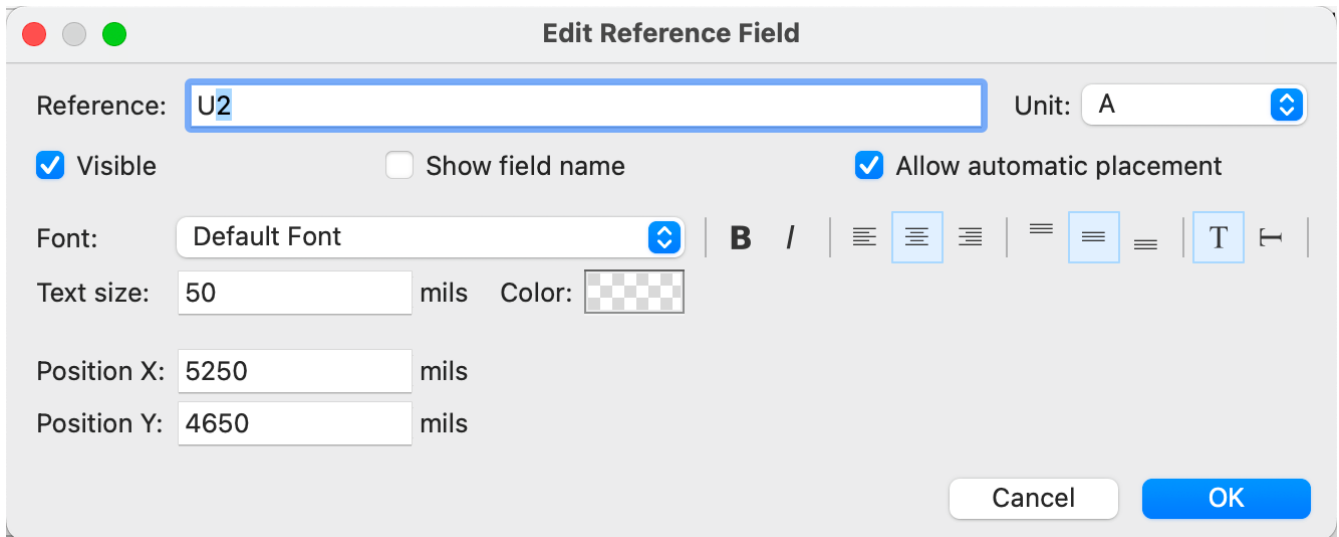 Edit Reference Field
Reference: U2 Unit: A
Visible Show field name Allow automatic placement
Font: Default Font B I T T
Text size: 50 mils Color:
Position X: 5250 mils
Position Y: 4650 mils
Cancel OK